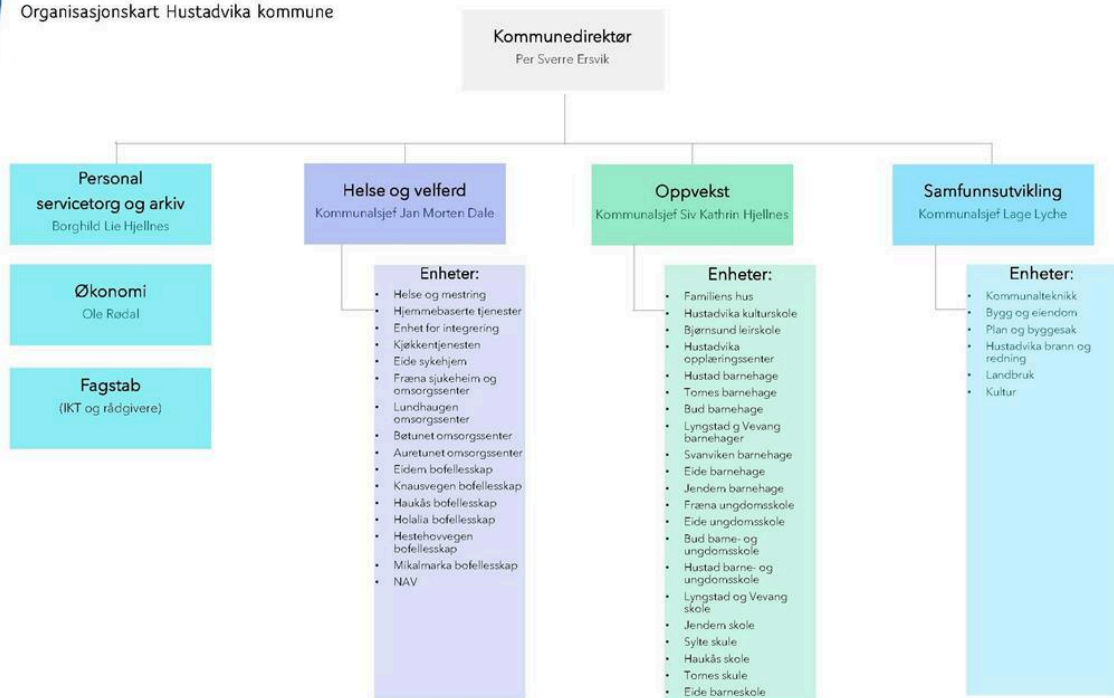 Organisasjonskart Hustadvika kommune
Kommunedirektør
Per Sverre Ersvik
Personal
servicetorg og arkiv
Borghild Lie Hjellnes
Økonomi
Ole Rødal
Fagstab
(IKT og rådgivere)
Helse og velferd
Kommunalsjef Jan Morten Dale
Enheter:
• Helse og mestring
• Hjemmebaserte tjenester
• Enhet for integrering
• Kjøkkentjenesten
• Eide sykehjem
• Fræna sjukeheim og
omsorgssenter
• Lundhaugen
omsorgssenter
• Bøtunet omsorgssenter
• Auretunet omsorgssenter
• Eidem bofellesskap
• Knausvegen bofellesskap
• Haukås bofellesskap
• Holalia bofellesskap
• Hestehovvegen
bofellesskap
• Mikalmarka bofellesskap
• NAV
Oppvekst
Kommunalsjef Siv Kathrin Hjellnes
Enheter:
• Familiens hus
• Hustadvika kulturskole
• Bjørnsund leirskole
• Hustadvika
opplæringssenter
• Hustad barnehage
• Tornes barnehage
• Bud barnehage
• Lyngstad g Vevang
barnehager
• Svanviken barnehage
• Eide barnehage
• Jendem barnehage
• Fræna ungdomsskole
• Eide ungdomsskole
• Bud barne- og
ungdomsskole
• Hustad barne- og
ungdomsskole
• Lyngstad og Vevang
skole
• Jendem skole
• Sylte skule
• Haukås skole
• Tornes skule
• Eide barneskole
Samfunnsutvikling
Kommunalsjef Lage Lyche
Enheter:
• Kommunalteknikk
• Bygg og eiendom
• Plan og byggesak
• Hustadvika brann og
redning
• Landbruk
• Kultur